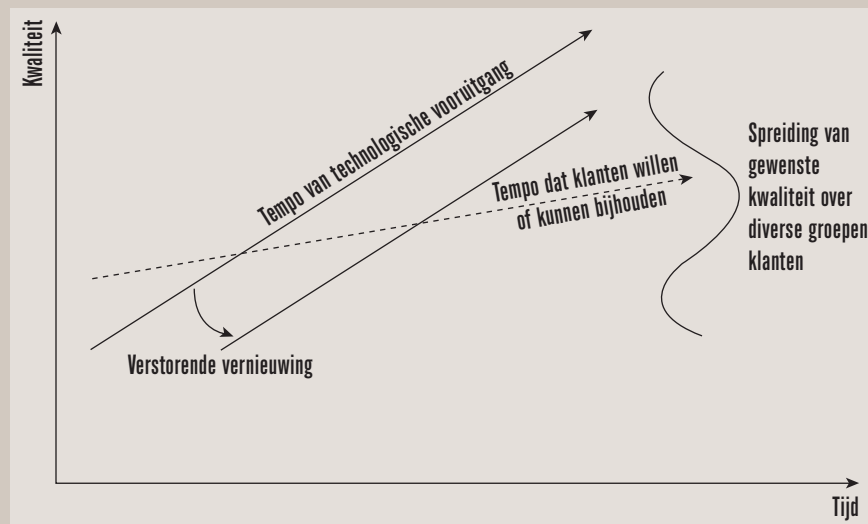 Kwaliteit
Tempo van technologische vooruitgang
Tempo dat klanten willen
of kunnen bijhouden
Spreiding van
gewenste
kwaliteit over
diverse groepen
klanten
Verstorende vernieuwing
Tijd